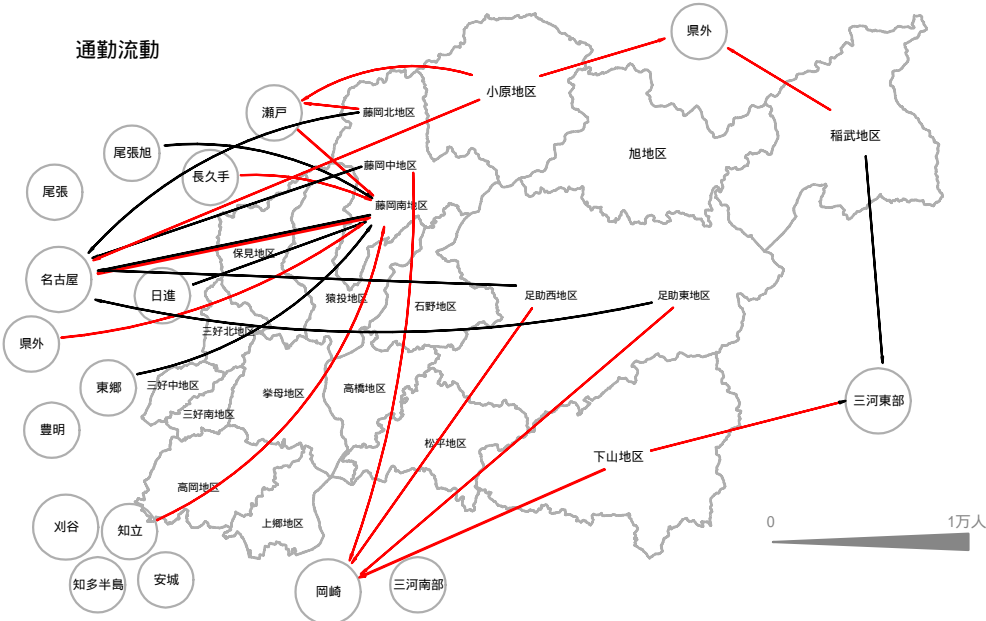 通勤流動
県外
瀬戸
小原地区
藤岡北地区
稲武地区
尾張旭
旭地区
藤岡中地区
長久手
尾張
藤岡南地区
保見地区
名古屋
日進
猿投地区
石野地区
足助西地区
足助東地区
三好北地区
県外
東郷
三好中地区
挙母地区
高橋地区
三河東部
三好南地区
豊明
松平地区
下山地区
高岡地区
刈谷
知立
上郷地区
0
1万人
知多半島
安城
岡崎
三河南部